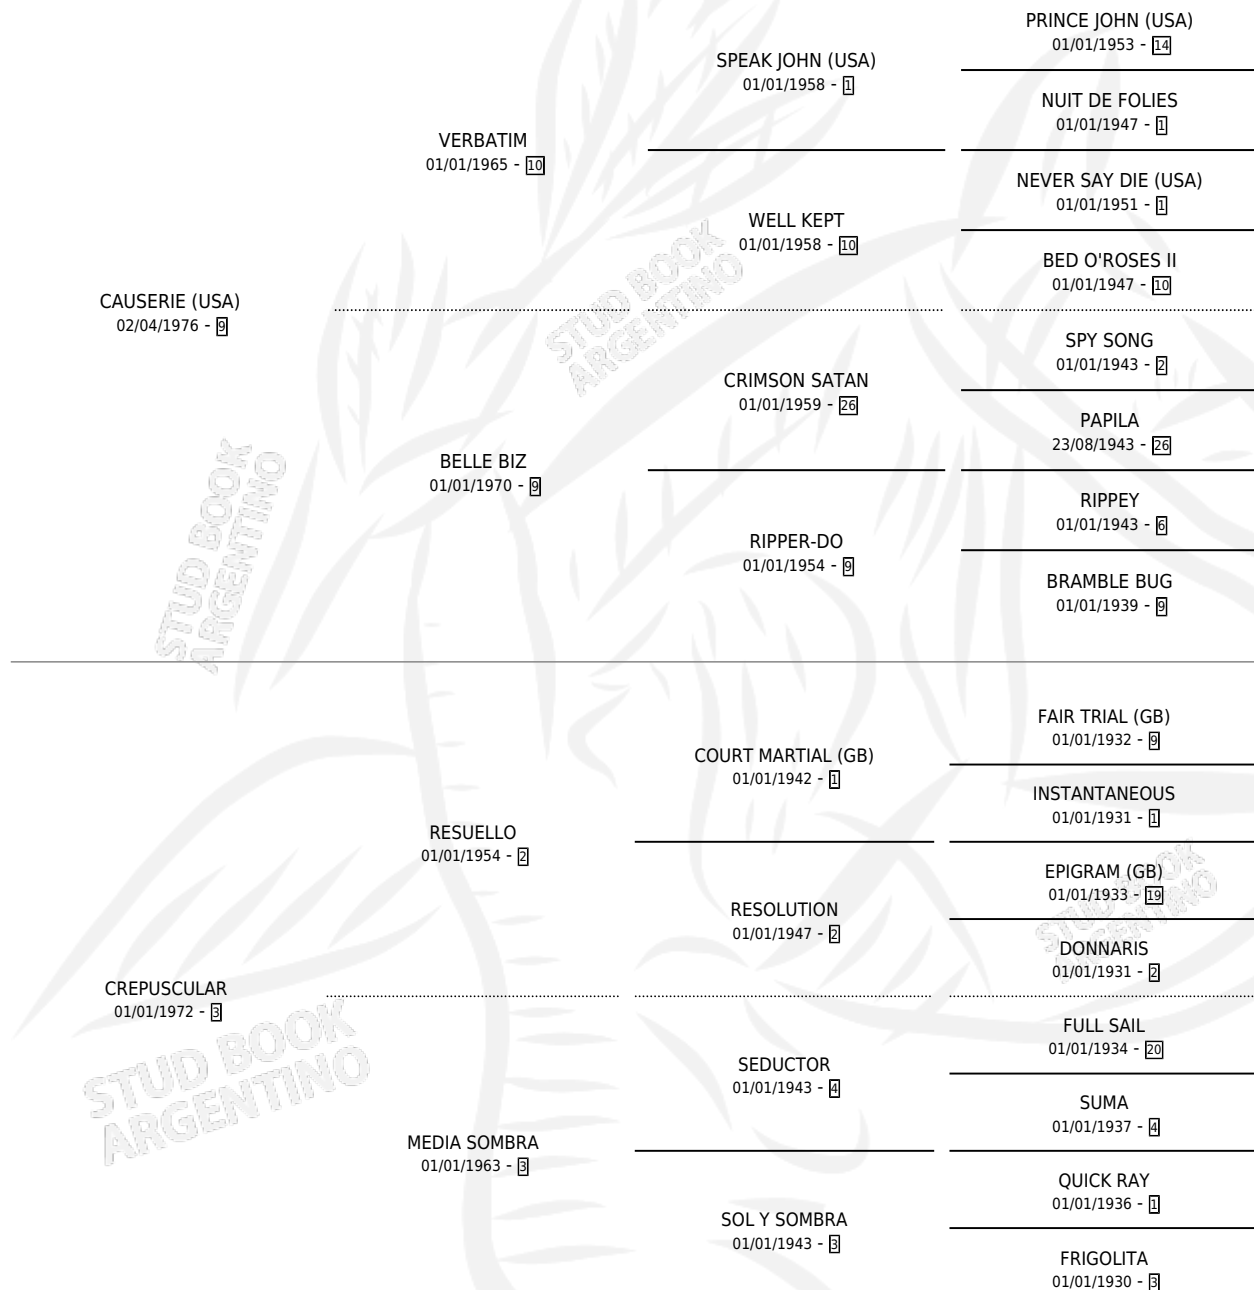 PRINCE JOHN (USA)
01/01/1953 - 14
SPEAK JOHN (USA)
01/01/1958 - 1
NUIT DE FOLIES
01/01/1947 - 1
VERBATIM
01/01/1965 - 10
NEVER SAY DIE (USA)
01/01/1951 - 1
WELL KEPT
01/01/1958 - 10
BED O'ROSES II
01/01/1947 - 10
CAUSERIE (USA)
02/04/1976 - 9
SPY SONG
01/01/1943 - 2
CRIMSON SATAN
01/01/1959 - 26
PAPILA
23/08/1943 - 26
BELLE BIZ
01/01/1970 - 9
RIPPEY
01/01/1943 - 6
RIPPER-DO
01/01/1954 - 9
BRAMBLE BUG
01/01/1939 - 9
FAIR TRIAL (GB)
01/01/1932 - 9
COURT MARTIAL (GB)
01/01/1942 - 1
INSTANTANEOUS
01/01/1931 - 1
RESUELLO
01/01/1954 - 2
EPIGRAM (GB)
01/01/1933 - 19
RESOLUTION
01/01/1947 - 2
DONNARIS
01/01/1931 - 2
CREPUSCULAR
01/01/1972 - 3
FULL SAIL
01/01/1934 - 20
SEDUCTOR
01/01/1943 - 4
SUMA
01/01/1937 - 4
MEDIA SOMBRA
01/01/1963 - 3
QUICK RAY
01/01/1936 - 1
SOL Y SOMBRA
01/01/1943 - 3
FRIGOLITA
01/01/1930 - 3
STUD BOOK
ARGENTINO
STUD BOOK
ARGENTINO
STUD BOOK
ARGENTINO
STUD BOOK
ARGENTINO